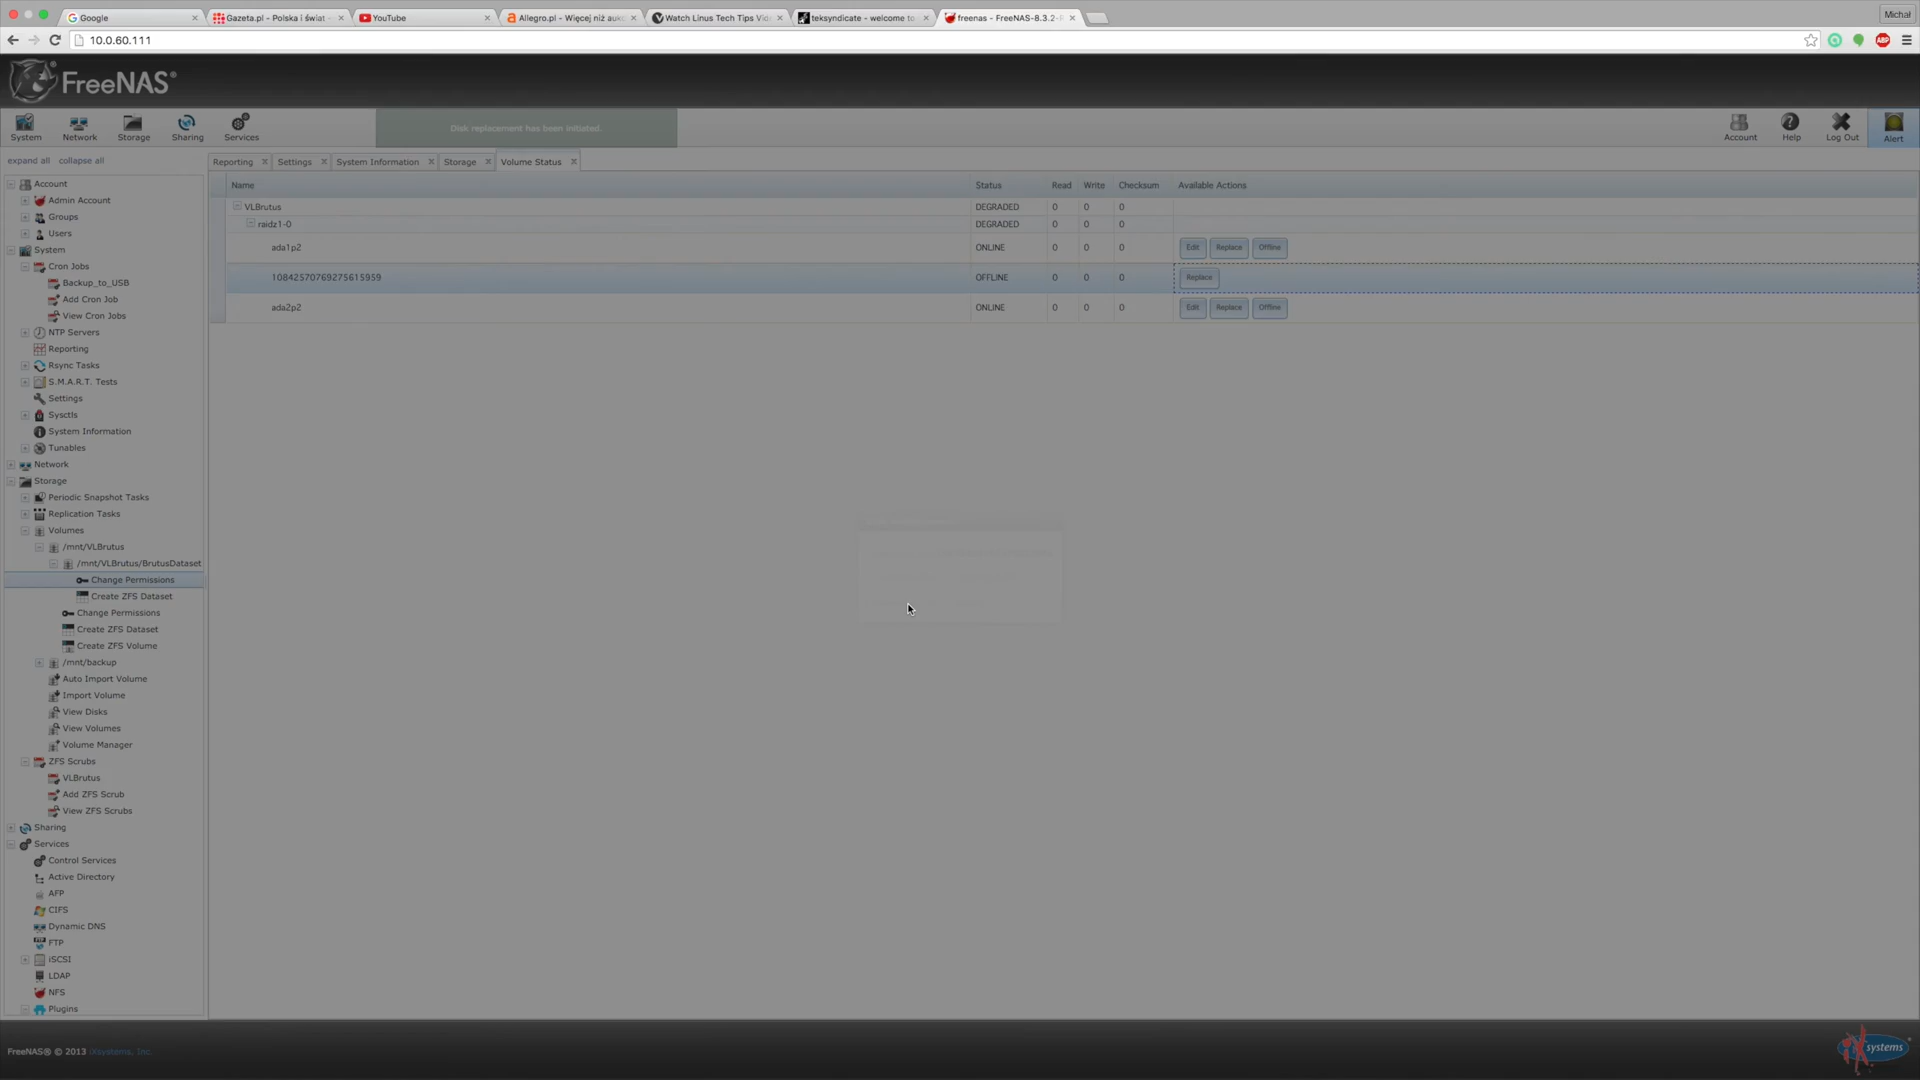 Google
Gazeta.pl - Polska i świat -
YouTube
Allegro.pl - Więcej niż auk
Watch Linus Tech Tips Vid
teksyndicate - welcome to
freenas - FreeNAS-8.3.2-
Michał
10.0.60.111
ABP
FreeNAS®
System
Network
Storage
Sharing
Services
Disk replacement has been initiated.
Account
Help
Log Out
Alert
expand all
collapse all
Reporting
Settings
System Information
Storage
Volume Status
Name
Status
Read
Write
Checksum
Available Actions
VLBrutus
DEGRADED
0
0
0
raidz1-0
DEGRADED
0
0
0
ada1p2
ONLINE
0
0
0
Edit
Replace
Offline
10842570769275615959
OFFLINE
0
0
0
Replace
ada2p2
ONLINE
0
0
0
Edit
Replace
Offline
Account
Admin Account
Groups
Users
System
Cron Jobs
Backup_to_USB
Add Cron Job
View Cron Jobs
NTP Servers
Reporting
Rsync Tasks
S.M.A.R.T. Tests
Settings
Sysctls
System Information
Tunables
Network
Storage
Periodic Snapshot Tasks
Replication Tasks
Volumes
/mnt/VLBrutus
/mnt/VLBrutus/BrutusDataset
Change Permissions
Create ZFS Dataset
Change Permissions
Create ZFS Dataset
Create ZFS Volume
/mnt/backup
Auto Import Volume
Import Volume
View Disks
View Volumes
Volume Manager
ZFS Scrubs
VLBrutus
Add ZFS Scrub
View ZFS Scrubs
Sharing
Services
Control Services
Active Directory
AFP
CIFS
Dynamic DNS
FTP
iSCSI
LDAP
NFS
Plugins
FreeNAS® © 2013 iXsystems, Inc.
iXsystems